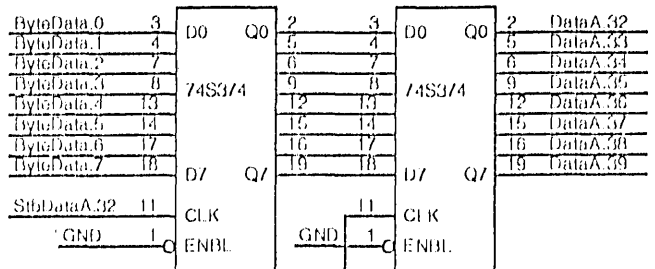 ByteData.0 3 D0 Q0 2 3 D0 Q0 2 DataA.32
ByteData.1 4 5 4 5 DataA.33
ByteData.2 7 6 7 6 DataA.34
ByteData.3 8 74S374 9 8 74S374 9 DataA.35
ByteData.4 13 12 13 12 DataA.36
ByteData.5 14 15 14 15 DataA.37
ByteData.6 17 16 17 16 DataA.38
ByteData.7 18 D7 Q7 19 18 D7 Q7 19 DataA.39
StbDataA.32 11 CLK 11 CLK
GND 1 ENBL GND 1 ENBL